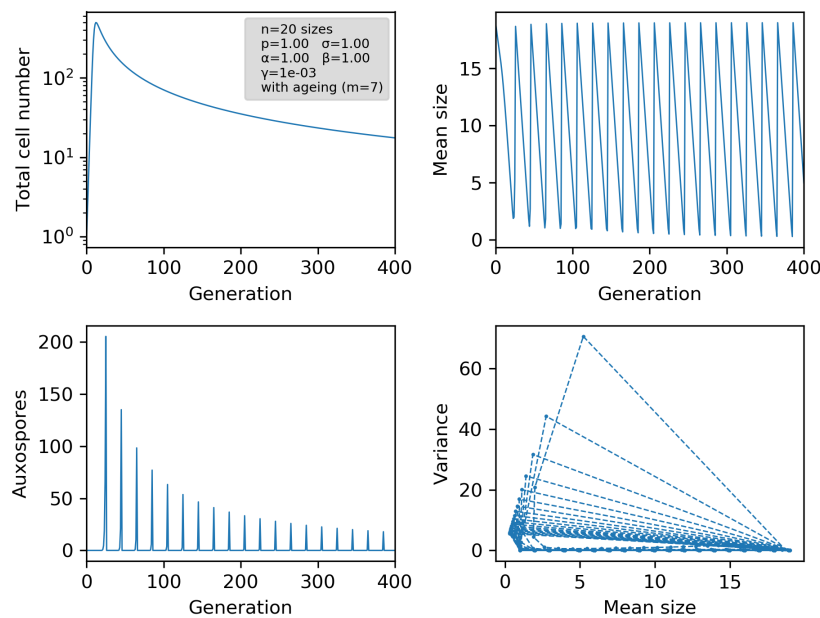 Total cell number
10²
10¹
10⁰
n=20 sizes
p=1.00 σ=1.00
α=1.00 β=1.00
γ=1e-03
with ageing (m=7)
0 100 200 300 400
Generation
Mean size
15
10
5
0
0 100 200 300 400
Generation
Auxospores
200
150
100
50
0
0 100 200 300 400
Generation
Variance
60
40
20
0
0 5 10 15
Mean size